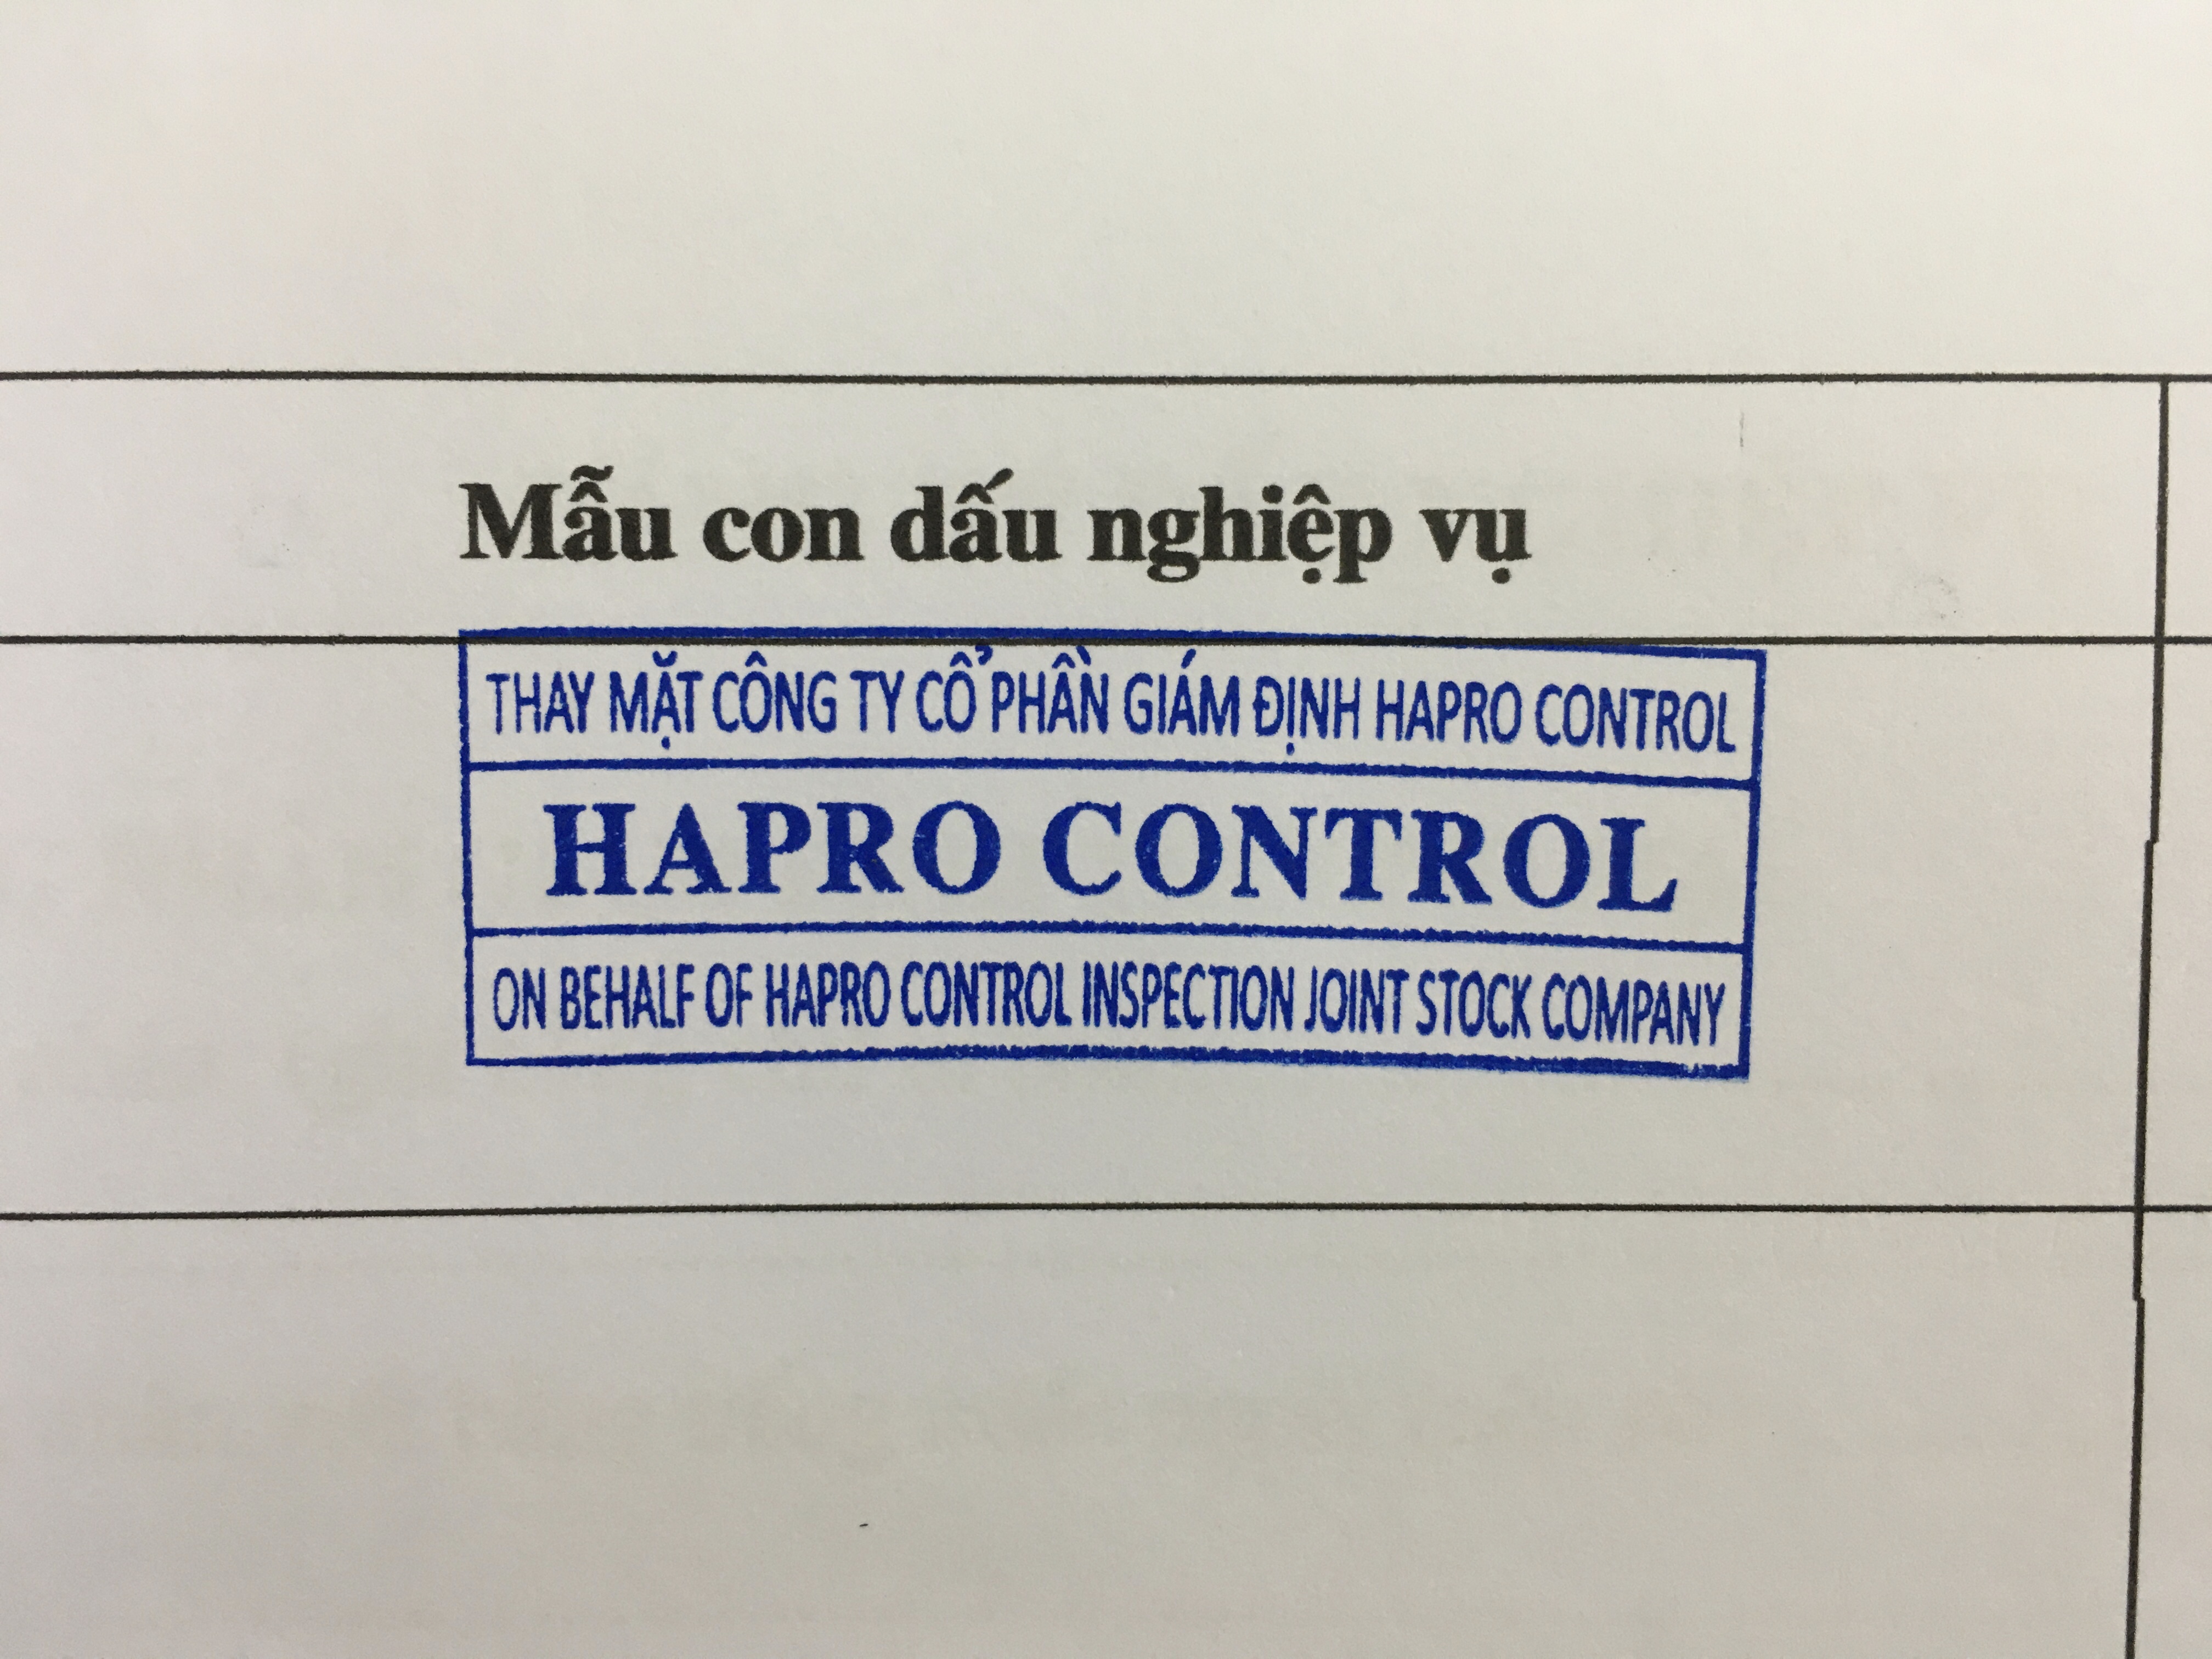 Mẫu con dấu nghiệp vụ
THAY MẶT CÔNG TY CỔ PHẦN GIÁM ĐỊNH HAPRO CONTROL
HAPRO CONTROL
ON BEHALF OF HAPRO CONTROL INSPECTION JOINT STOCK COMPANY